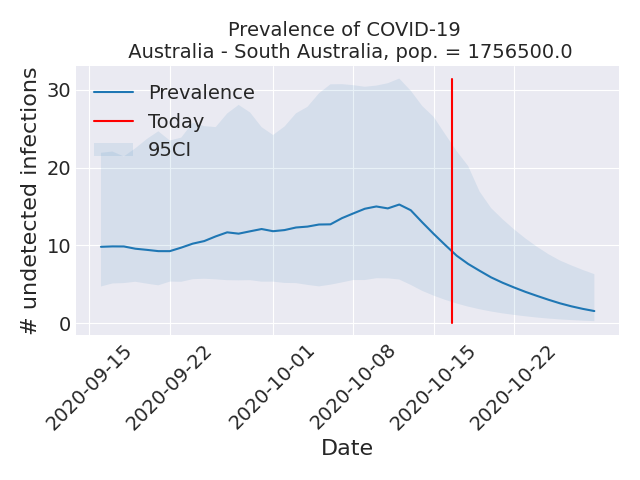 Prevalence of COVID-19
Australia - South Australia, pop. = 1756500.0
# undetected infections
30
20
10
0
Prevalence
Today
95CI
2020-09-15
2020-09-22
2020-10-01
2020-10-08
2020-10-15
2020-10-22
Date